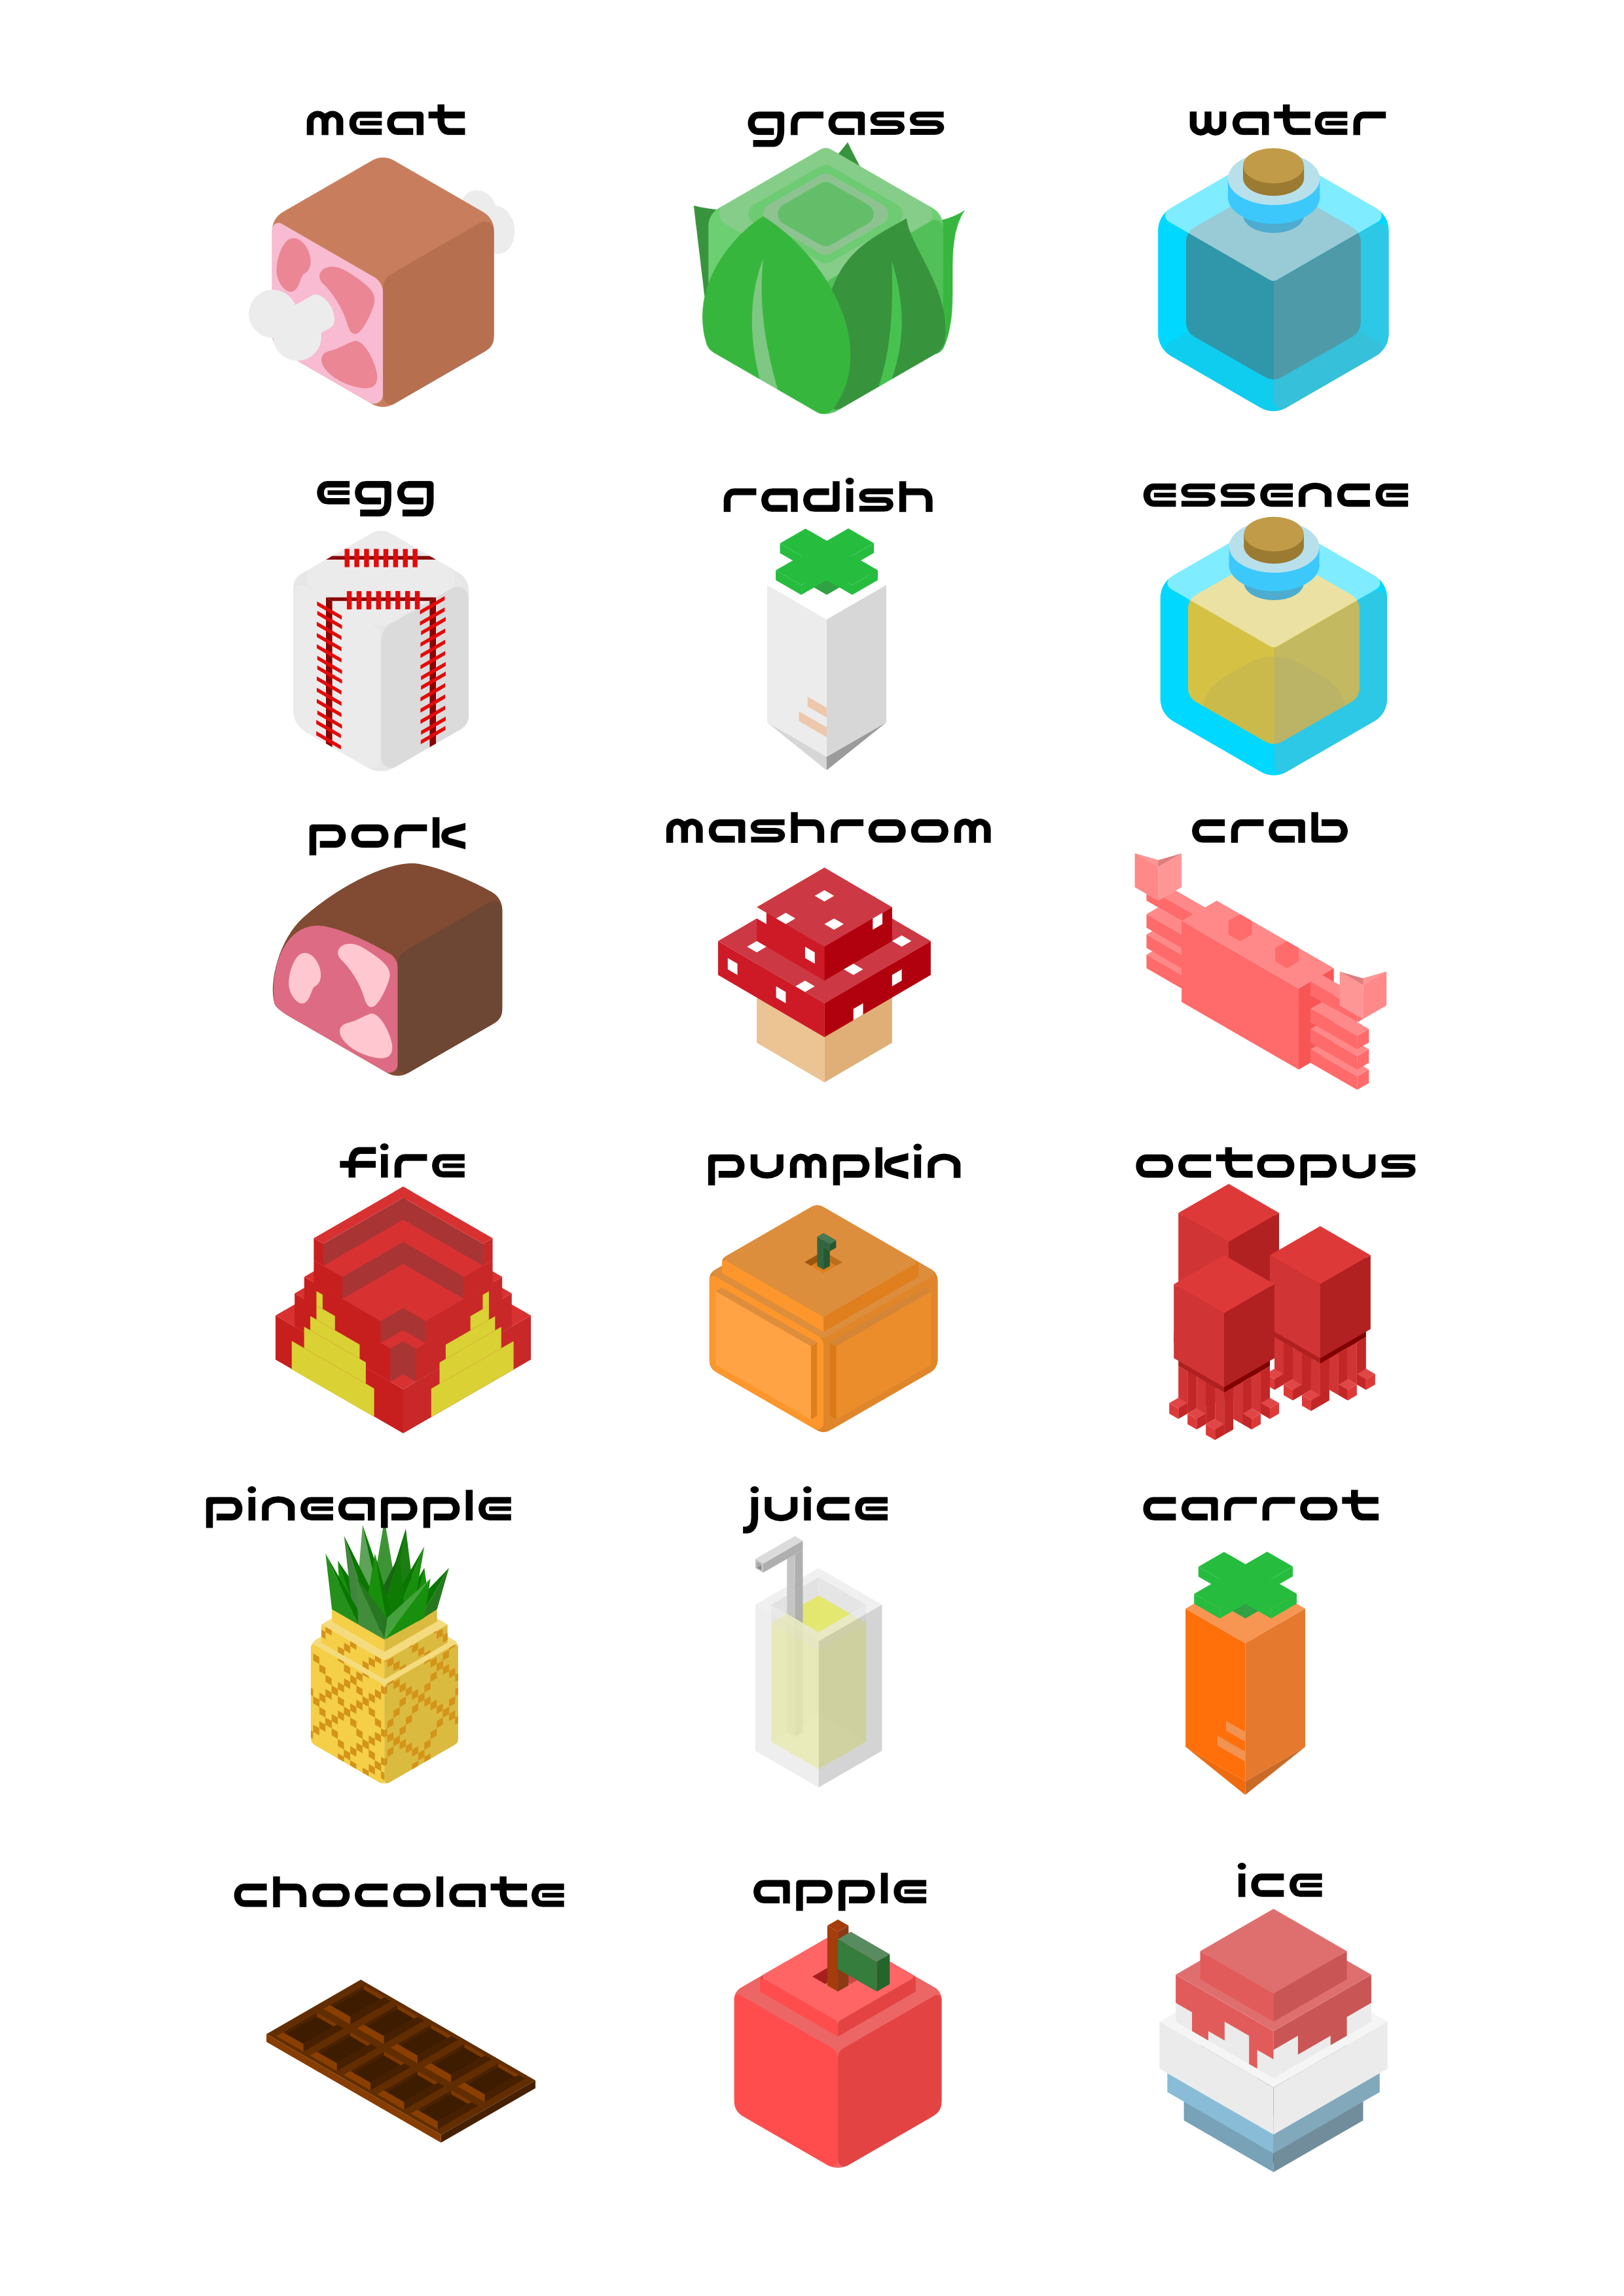 meat
grass
water
egg
radish
essence
pork
mashroom
crab
fire
pumpkin
octopus
pineapple
juice
carrot
chocolate
apple
ice